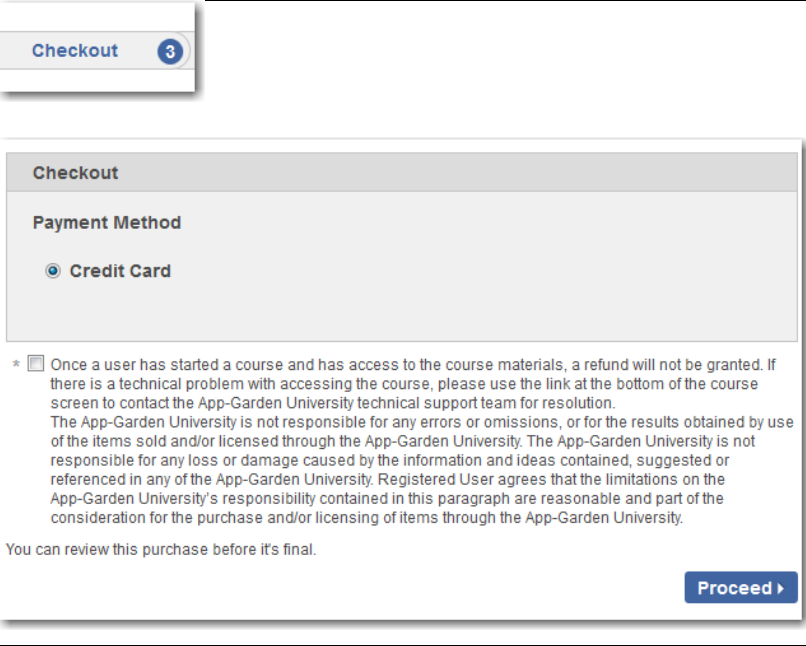 Checkout 3
Checkout
Payment Method
Credit Card
* Once a user has started a course and has access to the course materials, a refund will not be granted. If
there is a technical problem with accessing the course, please use the link at the bottom of the course
screen to contact the App-Garden University technical support team for resolution.
The App-Garden University is not responsible for any errors or omissions, or for the results obtained by use
of the items sold and/or licensed through the App-Garden University. The App-Garden University is not
responsible for any loss or damage caused by the information and ideas contained, suggested or
referenced in any of the App-Garden University. Registered User agrees that the limitations on the
App-Garden University's responsibility contained in this paragraph are reasonable and part of the
consideration for the purchase and/or licensing of items through the App-Garden University.
You can review this purchase before it's final.
Proceed